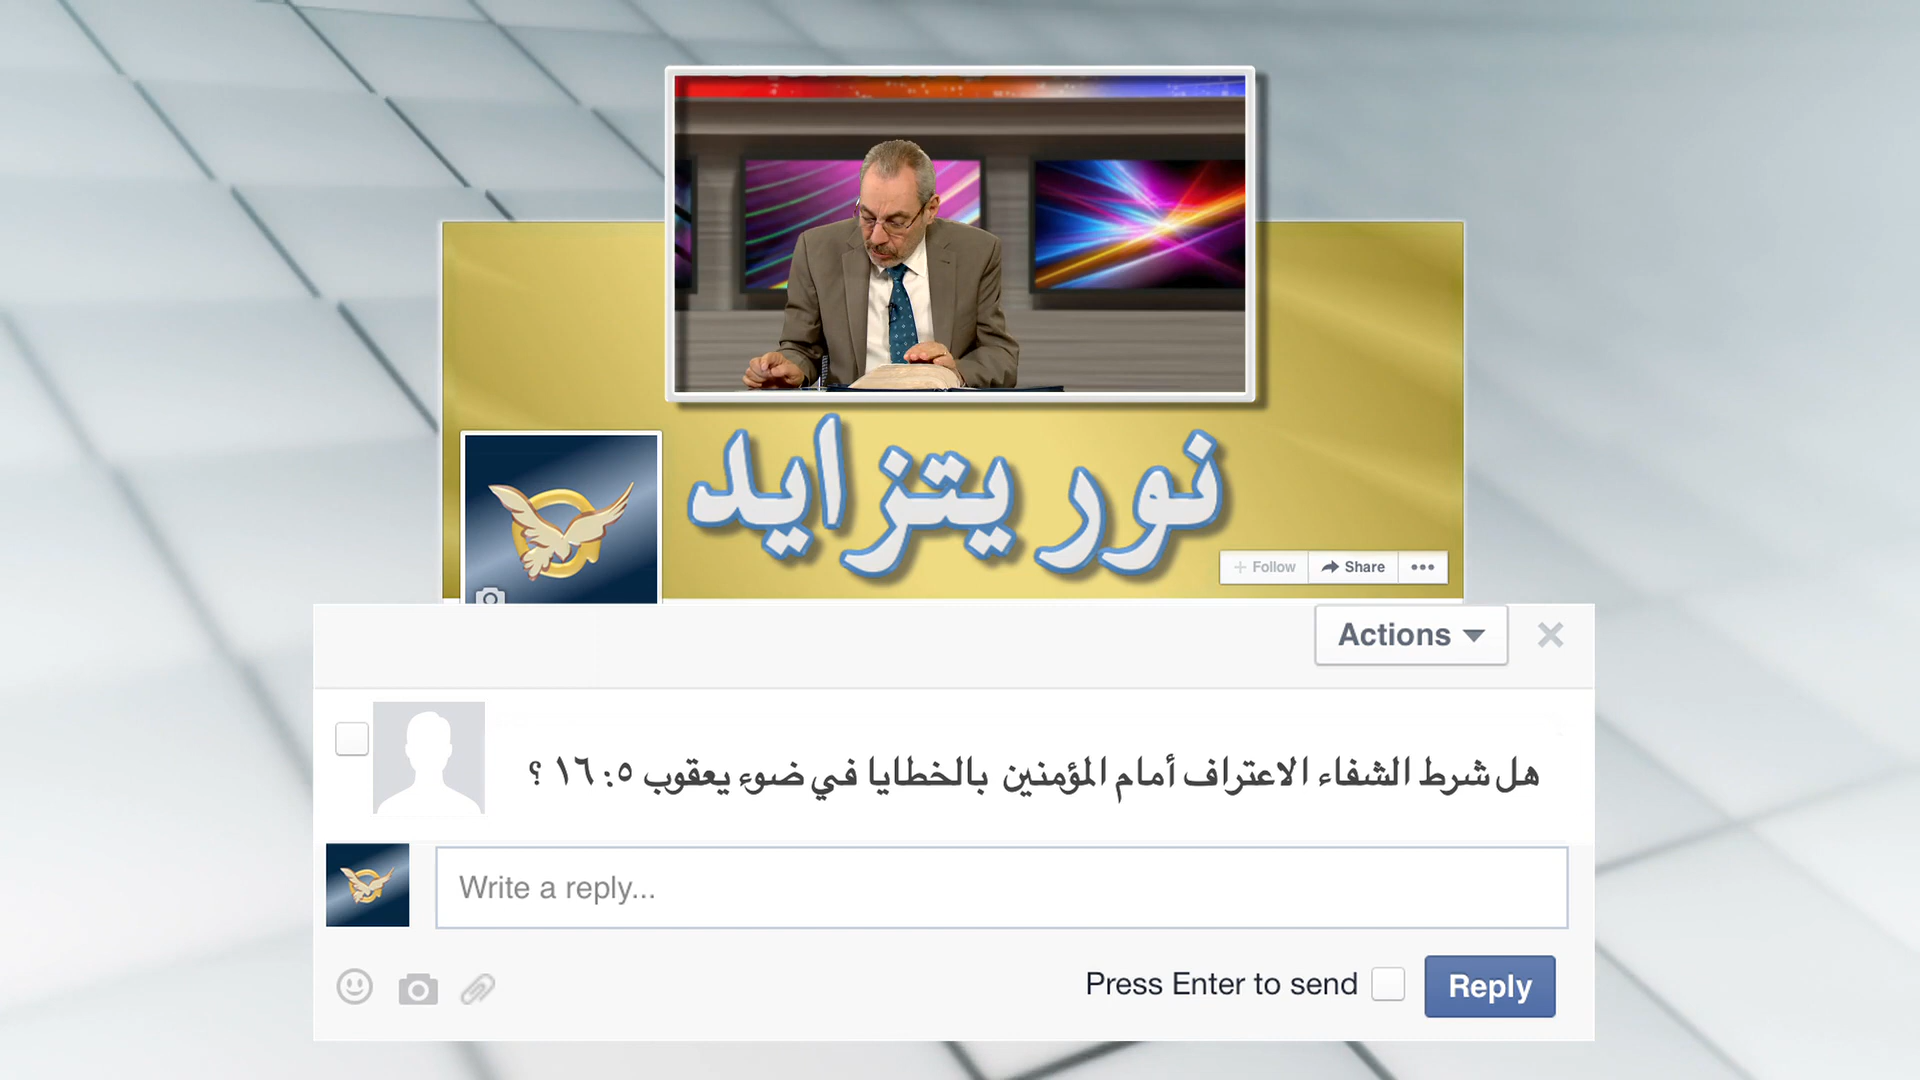 نور يتزايد
+ Follow
Share
Actions
هل شرط الشفاء الاعتراف أمام المؤمنين بالخطايا في ضوء يعقوب ٥: ١٦ ؟
Write a reply...
Press Enter to send
Reply